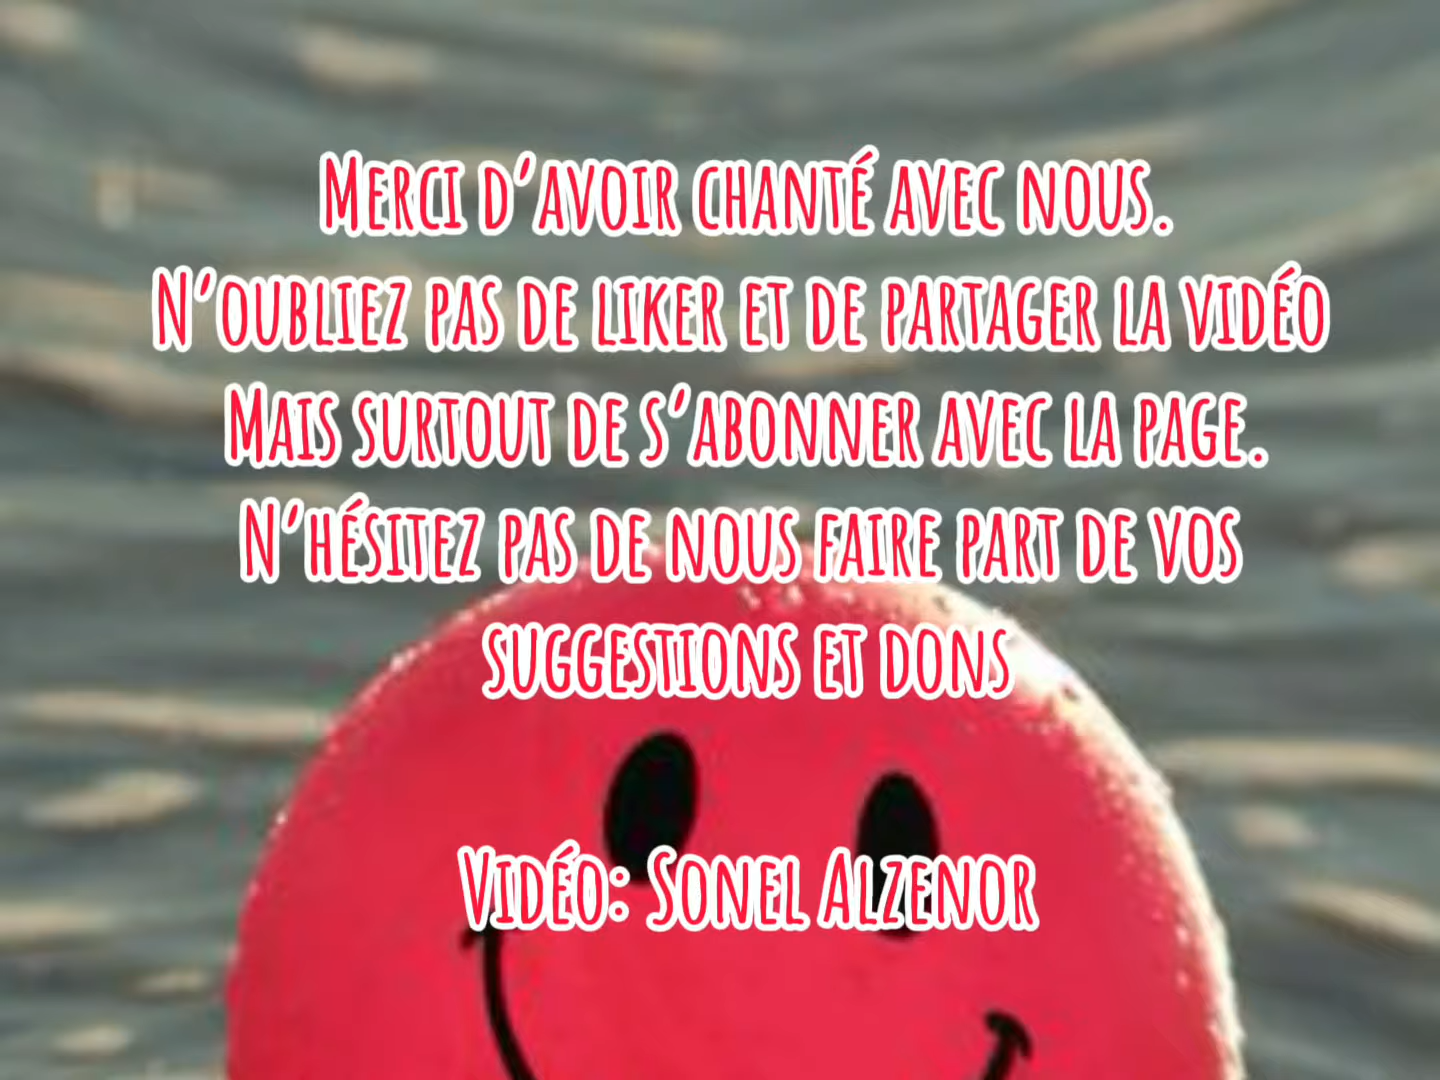 Merci d’avoir chanté avec nous.
N’oubliez pas de liker et de partager la vidéo
Mais surtout de s’abonner avec la page.
N’hésitez pas de nous faire part de vos
suggestions et dons
Vidéo: Sonel Alzenor